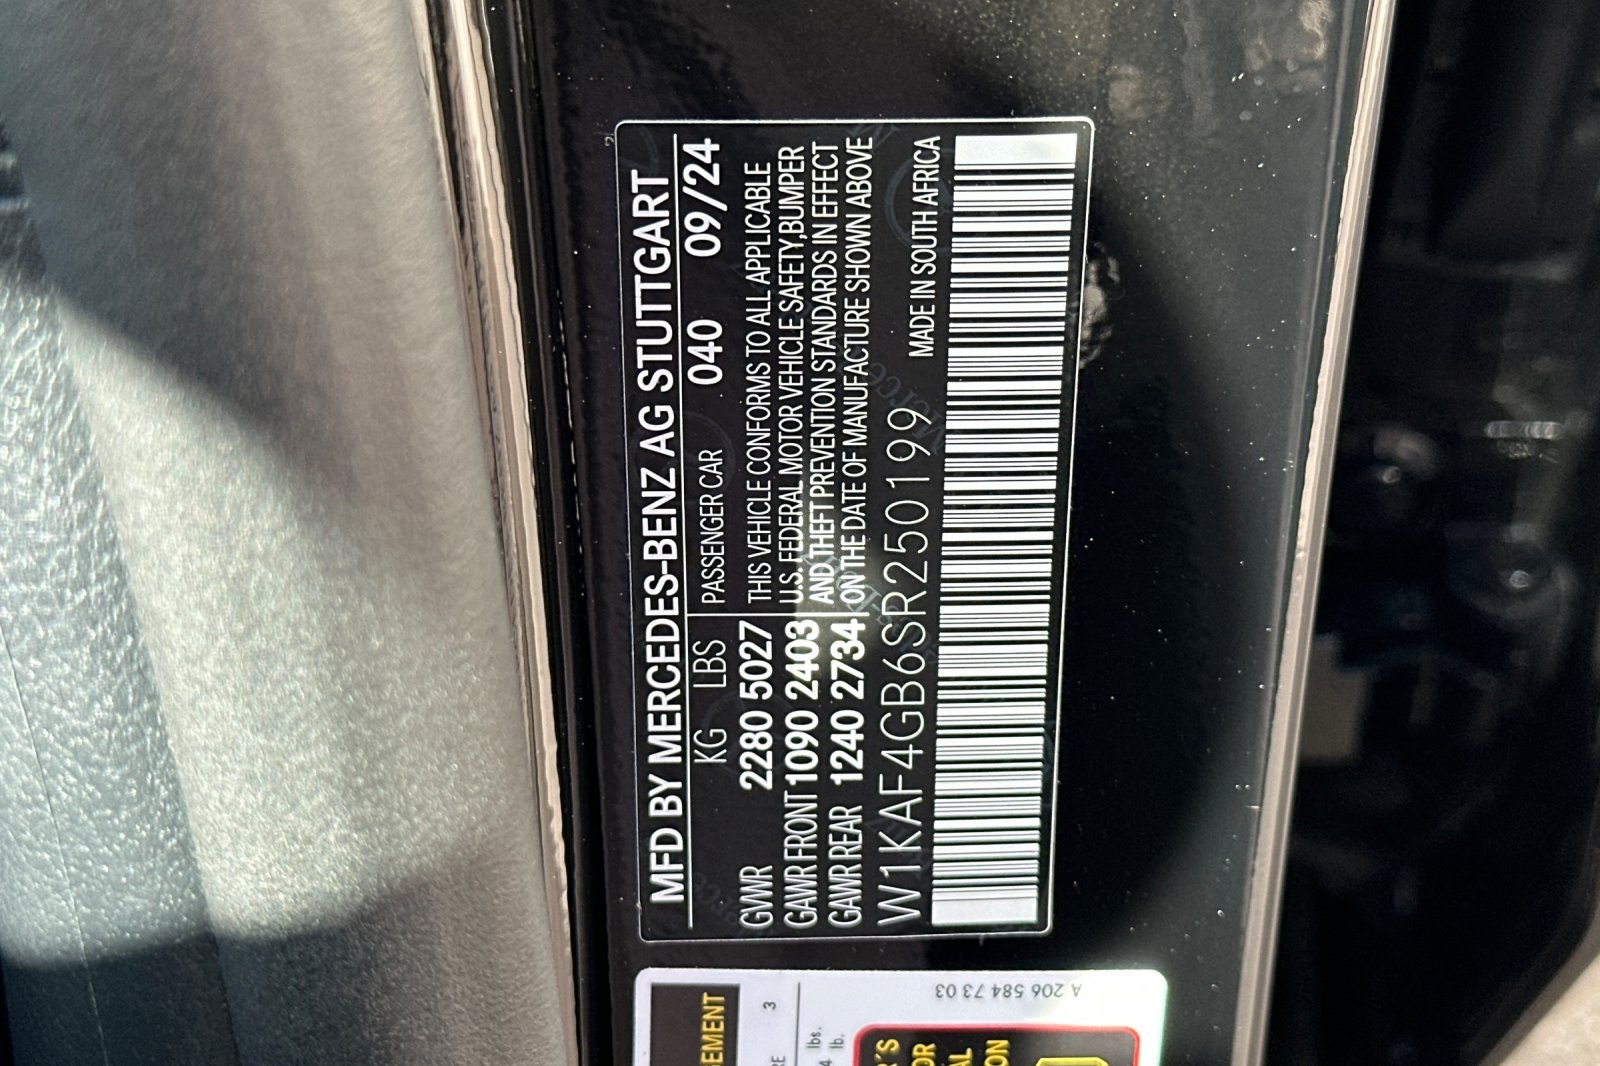 MFD BY MERCEDES-BENZ AG STUTTGART
KG LBS PASSENGER CAR 040 09/24
GVWR 2280 5027 THIS VEHICLE CONFORMS TO ALL APPLICABLE
GAWR FRONT 1090 2403 U.S. FEDERAL MOTOR VEHICLE SAFETY,BUMPER
GAWR REAR 1240 2734 AND THEFT PREVENTION STANDARDS IN EFFECT
ON THE DATE OF MANUFACTURE SHOWN ABOVE
W1KAF4GB6SR250199 MADE IN SOUTH AFRICA
A 206 584 73 03
3
lbs.
lb.